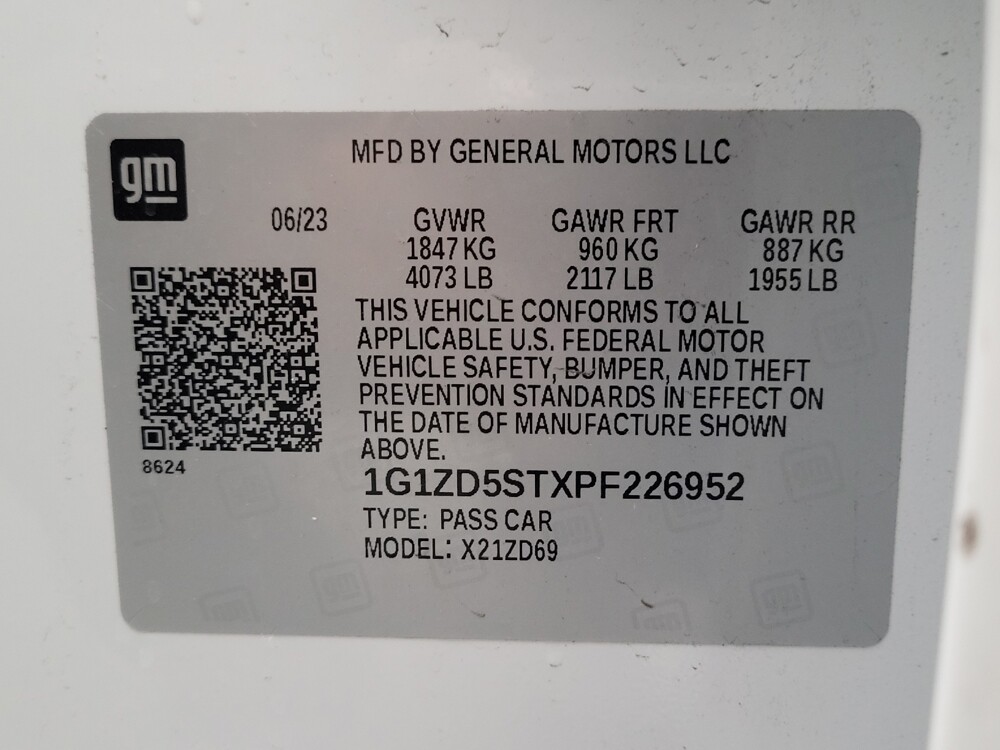 gm
MFD BY GENERAL MOTORS LLC
06/23 GVWR GAWR FRT GAWR RR
1847 KG 960 KG 887 KG
4073 LB 2117 LB 1955 LB
THIS VEHICLE CONFORMS TO ALL
APPLICABLE U.S. FEDERAL MOTOR
VEHICLE SAFETY, BUMPER, AND THEFT
PREVENTION STANDARDS IN EFFECT ON
THE DATE OF MANUFACTURE SHOWN
ABOVE.
8624
1G1ZD5STXPF226952
TYPE: PASS CAR
MODEL: X21ZD69